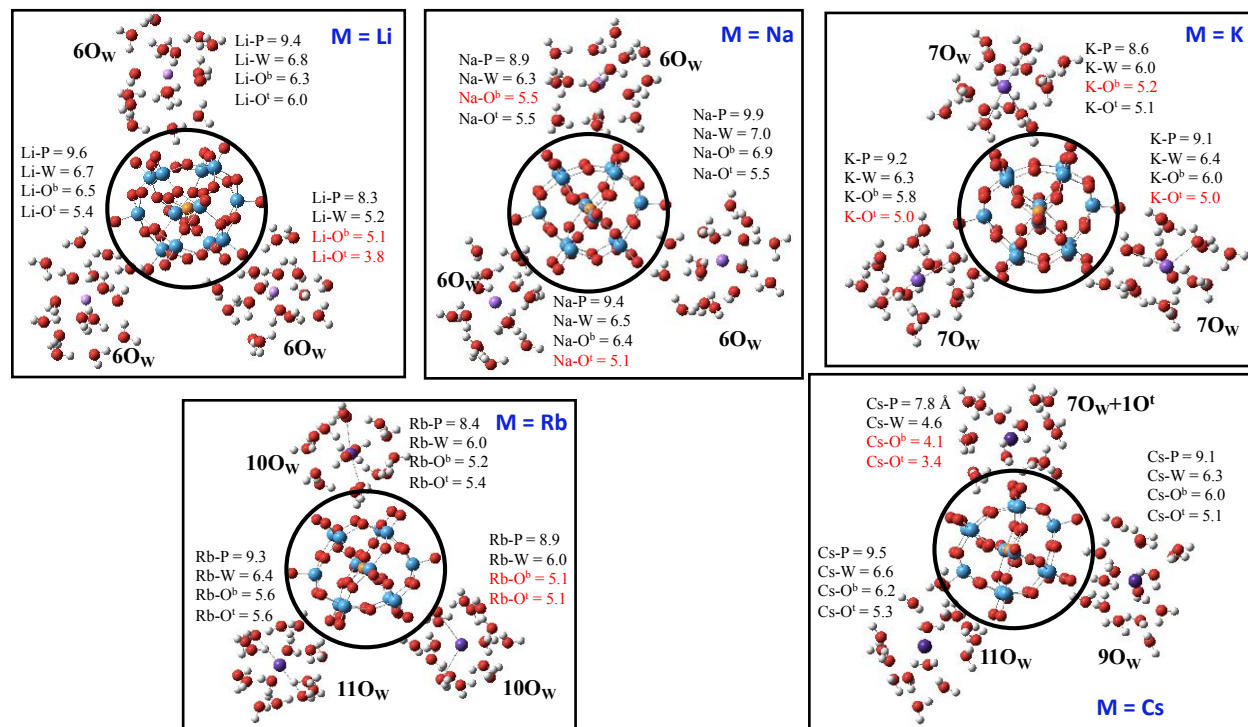 M = Li
6Ow
Li-P = 9.4
Li-W = 6.8
Li-Oᵇ = 6.3
Li-Oᵗ = 6.0
Li-P = 9.6
Li-W = 6.7
Li-Oᵇ = 6.5
Li-Oᵗ = 5.4
Li-P = 8.3
Li-W = 5.2
Li-Oᵇ = 5.1
Li-Oᵗ = 3.8
6Ow
6Ow
M = Na
6Ow
Na-P = 8.9
Na-W = 6.3
Na-Oᵇ = 5.5
Na-Oᵗ = 5.5
Na-P = 9.9
Na-W = 7.0
Na-Oᵇ = 6.9
Na-Oᵗ = 5.5
6Ow
Na-P = 9.4
Na-W = 6.5
Na-Oᵇ = 6.4
Na-Oᵗ = 5.1
6Ow
M = K
7Ow
K-P = 8.6
K-W = 6.0
K-Oᵇ = 5.2
K-Oᵗ = 5.1
K-P = 9.2
K-W = 6.3
K-Oᵇ = 5.8
K-Oᵗ = 5.0
K-P = 9.1
K-W = 6.4
K-Oᵇ = 6.0
K-Oᵗ = 5.0
7Ow
7Ow
M = Rb
10Ow
Rb-P = 8.4
Rb-W = 6.0
Rb-Oᵇ = 5.2
Rb-Oᵗ = 5.4
Rb-P = 9.3
Rb-W = 6.4
Rb-Oᵇ = 5.6
Rb-Oᵗ = 5.6
Rb-P = 8.9
Rb-W = 6.0
Rb-Oᵇ = 5.1
Rb-Oᵗ = 5.1
11Ow
10Ow
7Ow+1Oᵗ
Cs-P = 7.8 Å
Cs-W = 4.6
Cs-Oᵇ = 4.1
Cs-Oᵗ = 3.4
Cs-P = 9.1
Cs-W = 6.3
Cs-Oᵇ = 6.0
Cs-Oᵗ = 5.1
Cs-P = 9.5
Cs-W = 6.6
Cs-Oᵇ = 6.2
Cs-Oᵗ = 5.3
11Ow
9Ow
M = Cs